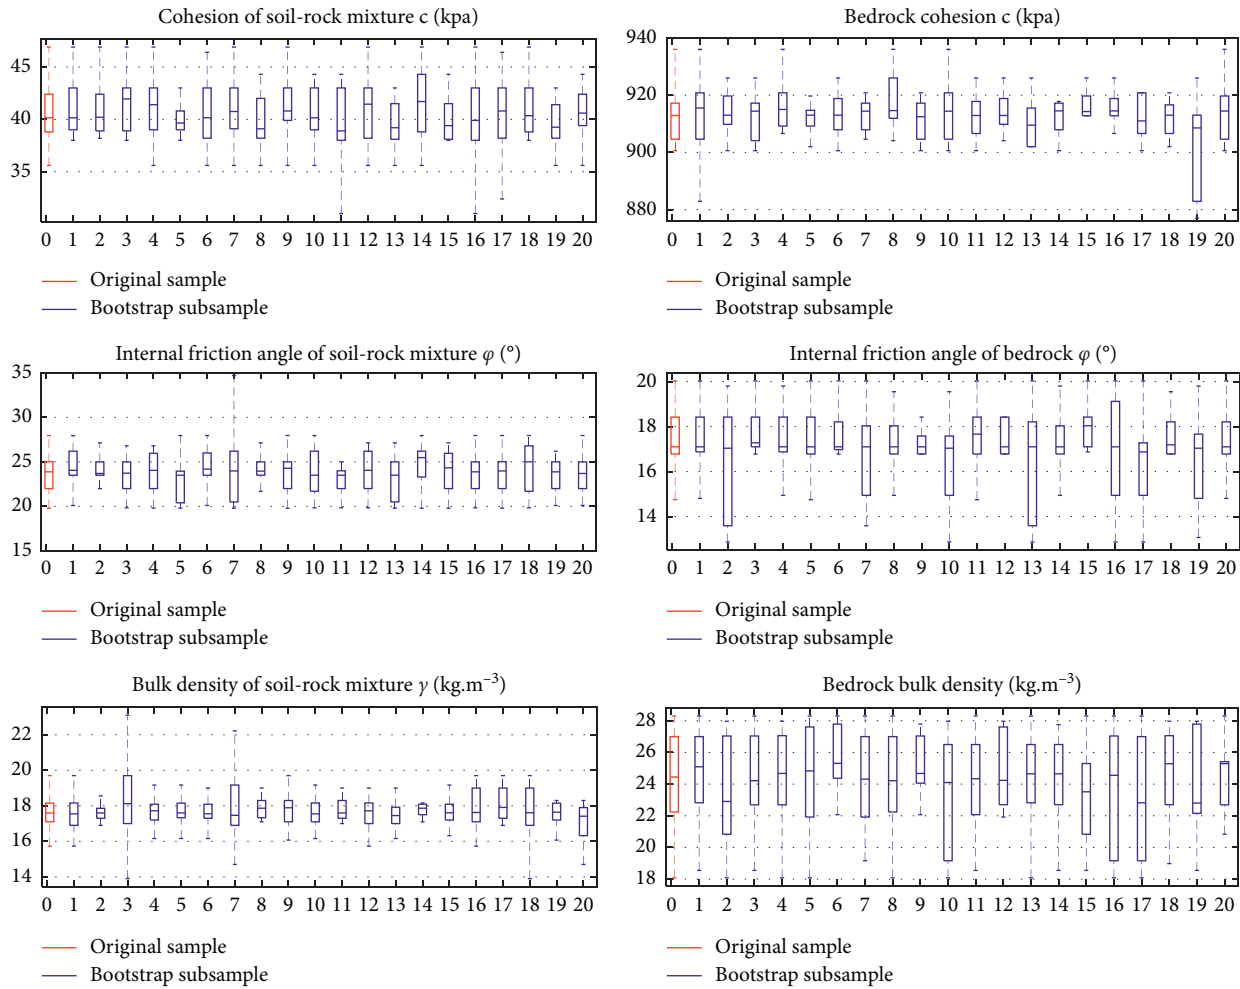 Cohesion of soil-rock mixture c (kpa)
45
40
35
0 1 2 3 4 5 6 7 8 9 10 11 12 13 14 15 16 17 18 19 20
Original sample
Bootstrap subsample
Bedrock cohesion c (kpa)
940
920
900
880
0 1 2 3 4 5 6 7 8 9 10 11 12 13 14 15 16 17 18 19 20
Original sample
Bootstrap subsample
Internal friction angle of soil-rock mixture φ (°)
35
30
25
20
15
0 1 2 3 4 5 6 7 8 9 10 11 12 13 14 15 16 17 18 19 20
Original sample
Bootstrap subsample
Internal friction angle of bedrock φ (°)
20
18
16
14
0 1 2 3 4 5 6 7 8 9 10 11 12 13 14 15 16 17 18 19 20
Original sample
Bootstrap subsample
Bulk density of soil-rock mixture γ (kg.m⁻³)
22
20
18
16
14
0 1 2 3 4 5 6 7 8 9 10 11 12 13 14 15 16 17 18 19 20
Original sample
Bootstrap subsample
Bedrock bulk density (kg.m⁻³)
28
26
24
22
20
18
0 1 2 3 4 5 6 7 8 9 10 11 12 13 14 15 16 17 18 19 20
Original sample
Bootstrap subsample